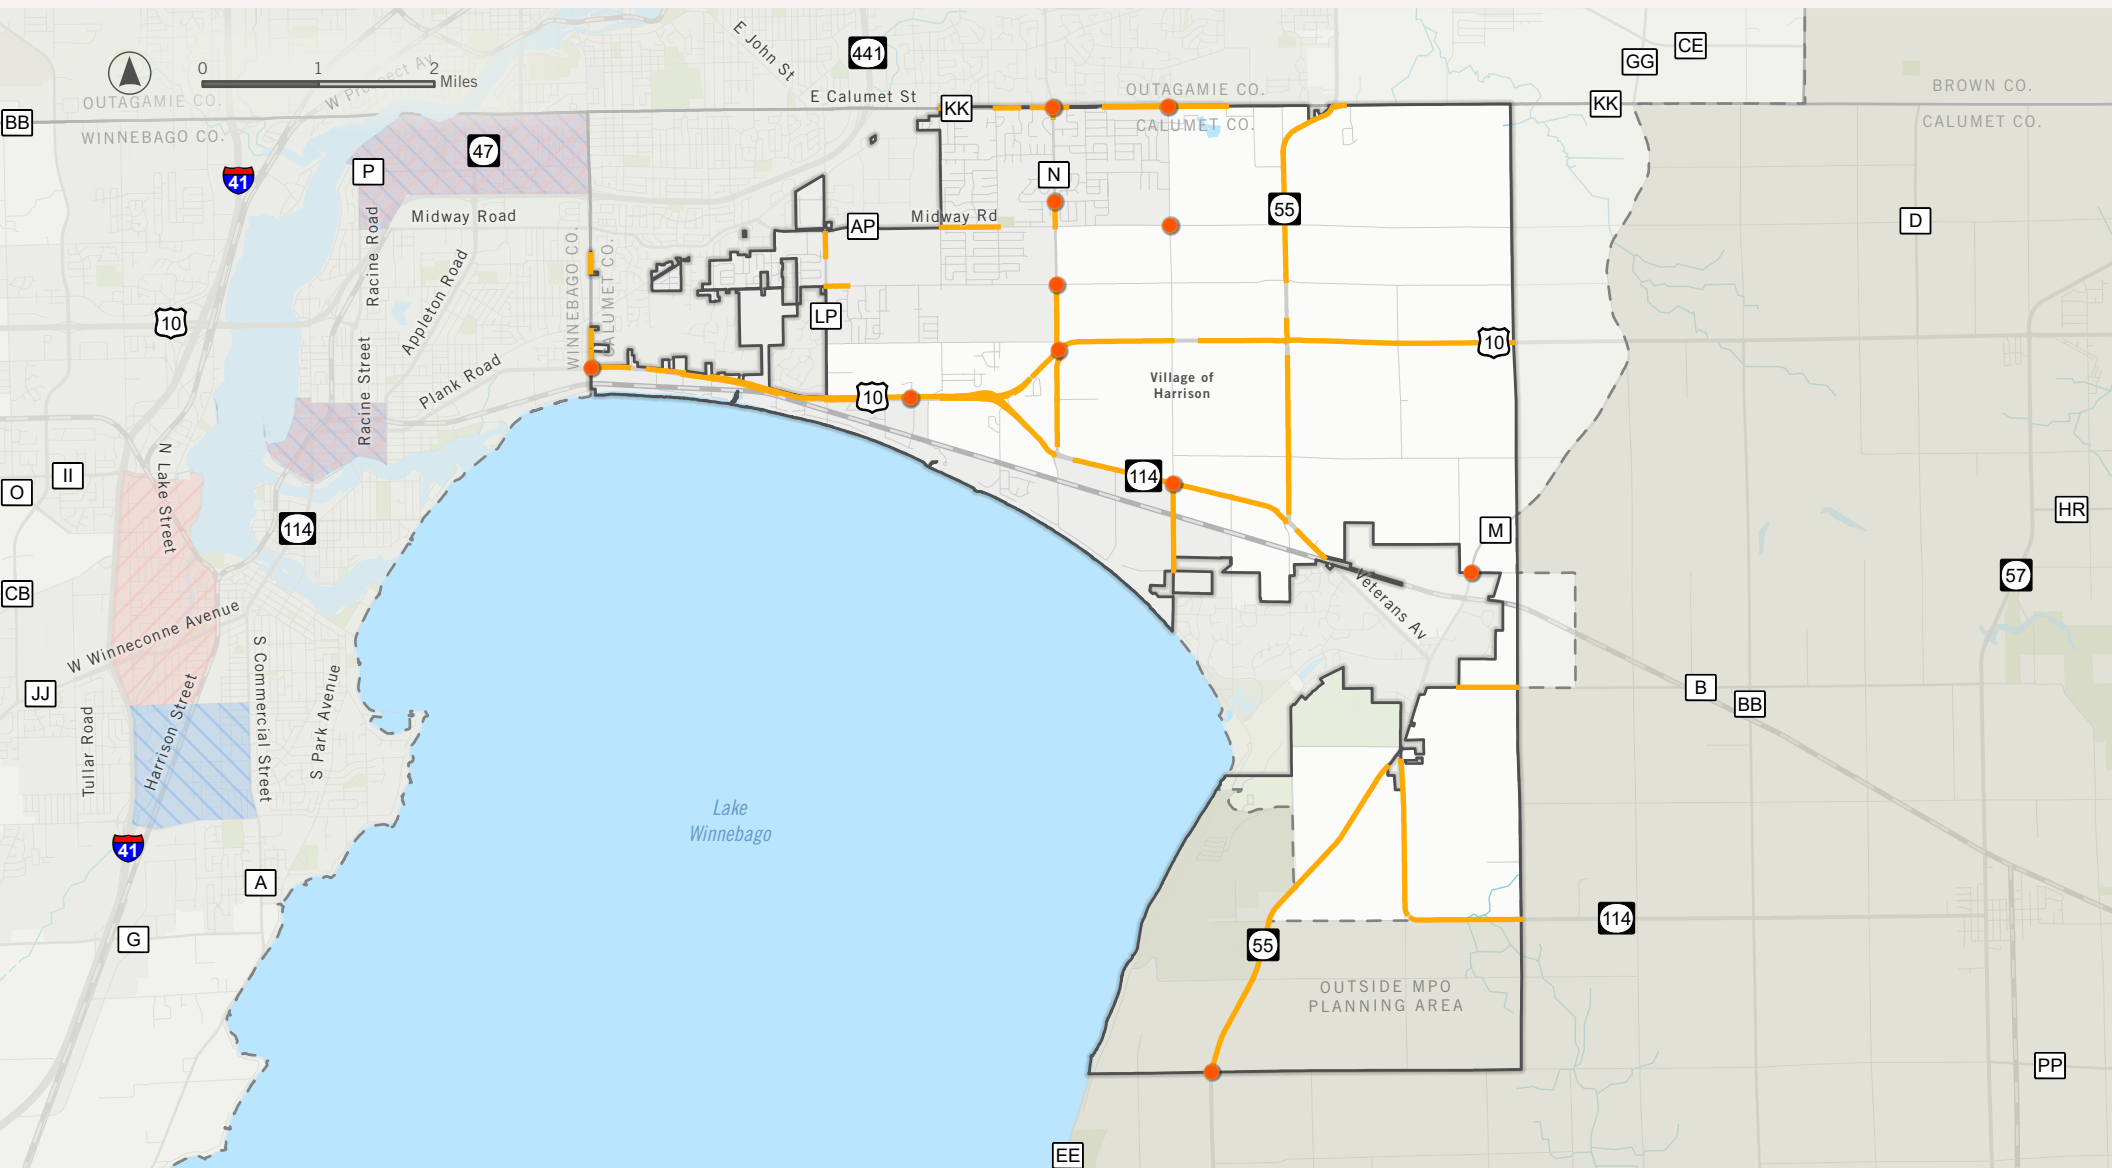 0 1 2
Miles
W Prospect Av
E John St
441
CE
GG
OUTAGAMIE CO.
BB
WINNEBAGO CO.
E Calumet St
KK
OUTAGAMIE CO.
CALUMET CO.
KK
BROWN CO.
CALUMET CO.
47
P
41
N
55
D
Midway Road
AP
Midway Rd
Racine Road
Appleton Road
WINNEBAGO CO.
CALUMET CO.
10
LP
10
Racine Street
Plank Road
10
Village of
Harrison
II
O
N Lake Street
114
114
M
HR
57
CB
W Winneconne Avenue
Veterans Av
S Commercial Street
JJ
Harrison Street
S Park Avenue
Tullar Road
B
BB
Lake
Winnebago
41
A
G
55
114
OUTSIDE MPO
PLANNING AREA
PP
EE